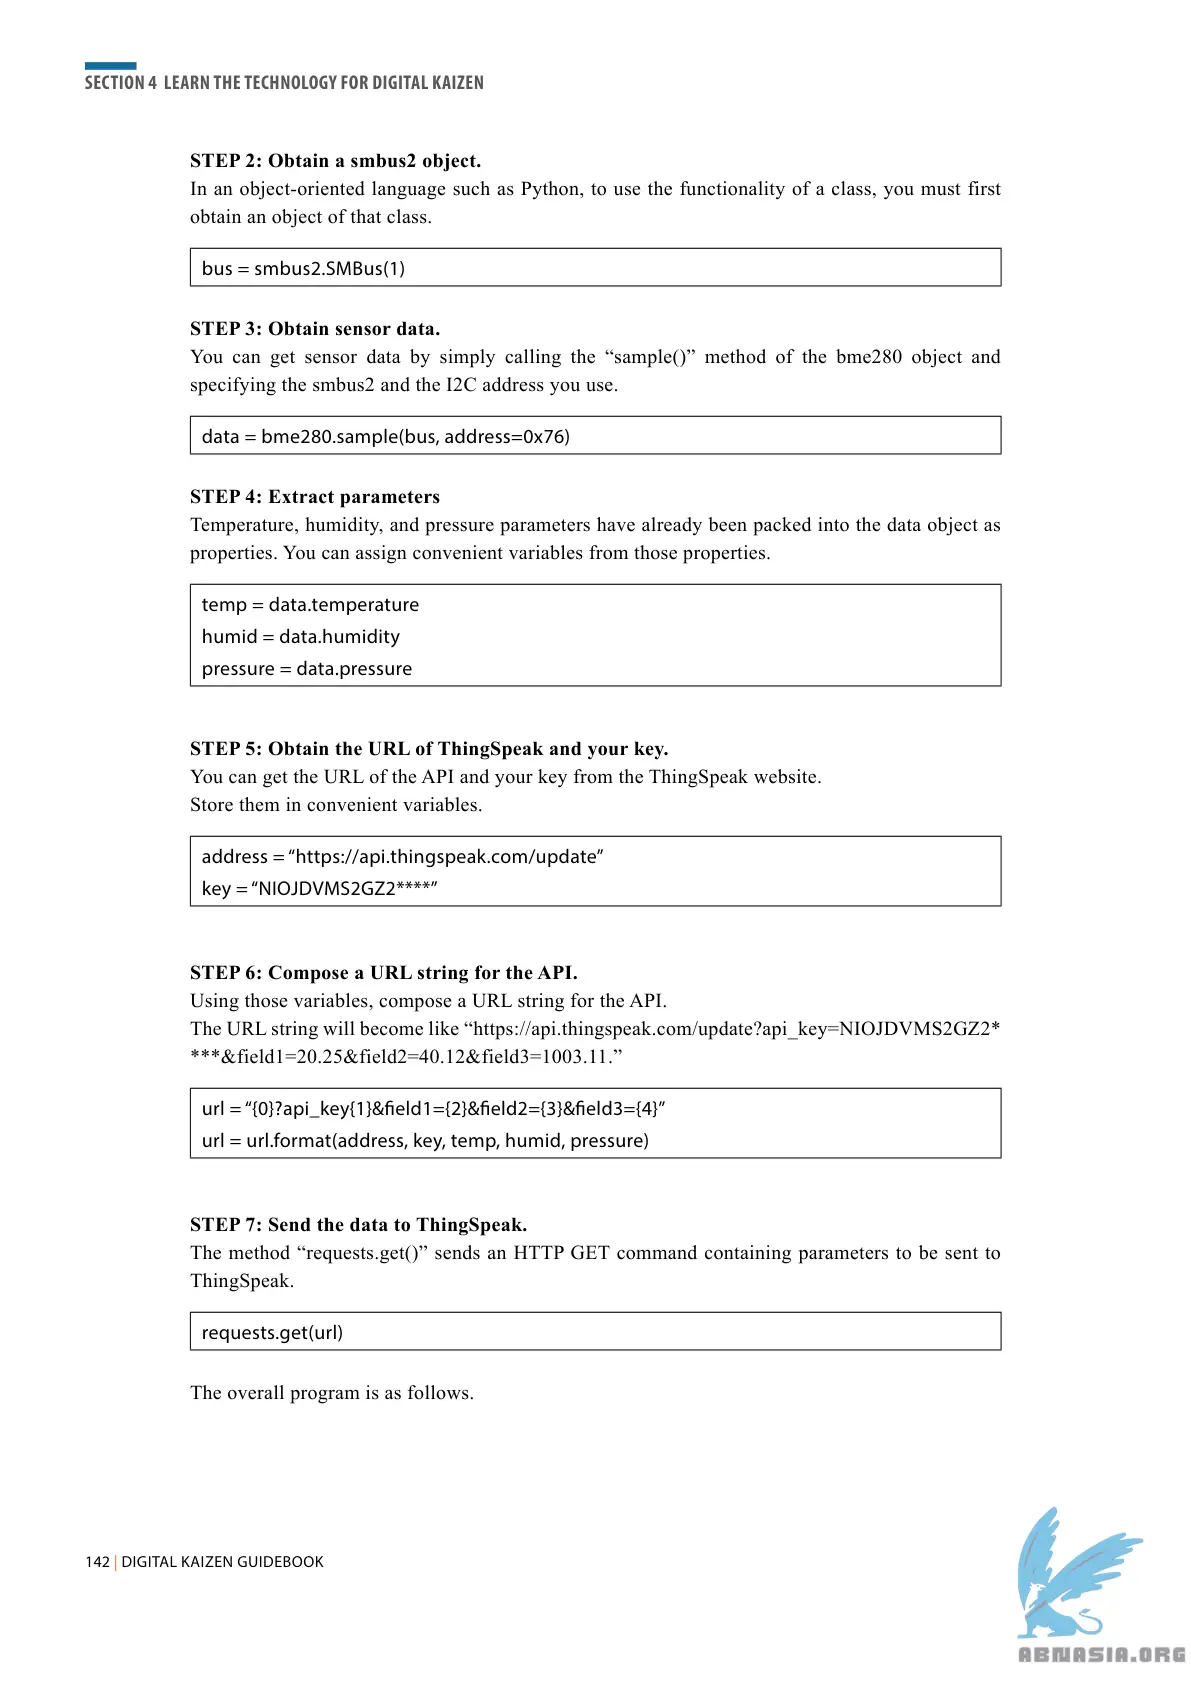 SECTION 4 LEARN THE TECHNOLOGY FOR DIGITAL KAIZEN
STEP 2: Obtain a smbus2 object.
In an object-oriented language such as Python, to use the functionality of a class, you must first
obtain an object of that class.
bus = smbus2.SMBus(1)
STEP 3: Obtain sensor data.
You can get sensor data by simply calling the “sample()” method of the bme280 object and
specifying the smbus2 and the I2C address you use.
data = bme280.sample(bus, address=0x76)
STEP 4: Extract parameters
Temperature, humidity, and pressure parameters have already been packed into the data object as
properties. You can assign convenient variables from those properties.
temp = data.temperature
humid = data.humidity
pressure = data.pressure
STEP 5: Obtain the URL of ThingSpeak and your key.
You can get the URL of the API and your key from the ThingSpeak website.
Store them in convenient variables.
address = “https://api.thingspeak.com/update”
key = “NIOJDVMS2GZ2****”
STEP 6: Compose a URL string for the API.
Using those variables, compose a URL string for the API.
The URL string will become like “https://api.thingspeak.com/update?api_key=NIOJDVMS2GZ2*
***&field1=20.25&field2=40.12&field3=1003.11.”
url = “{0}?api_key{1}&field1={2}&field2={3}&field3={4}”
url = url.format(address, key, temp, humid, pressure)
STEP 7: Send the data to ThingSpeak.
The method “requests.get()” sends an HTTP GET command containing parameters to be sent to
ThingSpeak.
requests.get(url)
The overall program is as follows.
142 | DIGITAL KAIZEN GUIDEBOOK
ABNASIA.ORG